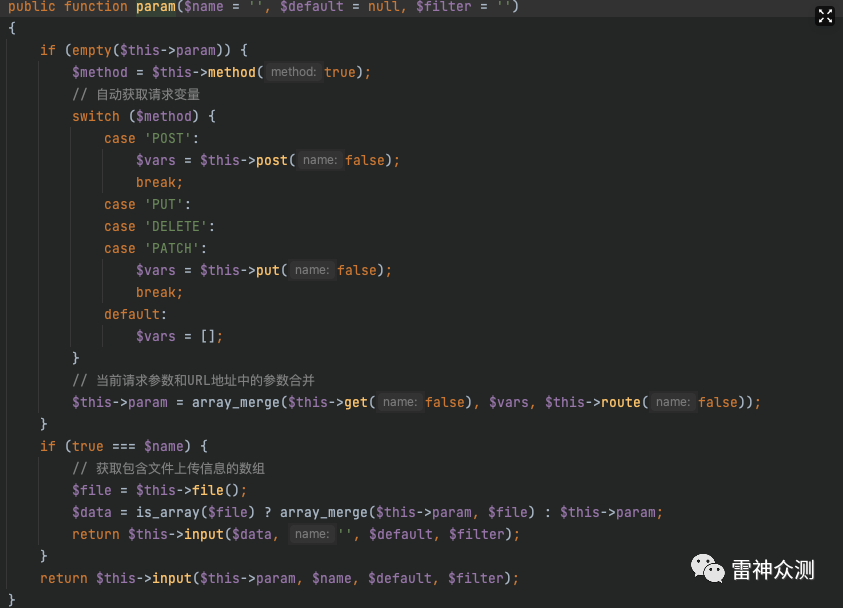 public function param($name = '', $default = null, $filter = '')
{
    if (empty($this->param)) {
        $method = $this->method( method: true);
        // 自动获取请求变量
        switch ($method) {
            case 'POST':
                $vars = $this->post( name: false);
                break;
            case 'PUT':
            case 'DELETE':
            case 'PATCH':
                $vars = $this->put( name: false);
                break;
            default:
                $vars = [];
        }
        // 当前请求参数和URL地址中的参数合并
        $this->param = array_merge($this->get( name: false), $vars, $this->route( name: false));
    }
    if (true === $name) {
        // 获取包含文件上传信息的数组
        $file = $this->file();
        $data = is_array($file) ? array_merge($this->param, $file) : $this->param;
        return $this->input($data, name: '', $default, $filter);
    }
    return $this->input($this->param, $name, $default, $filter);
}
雷神众测